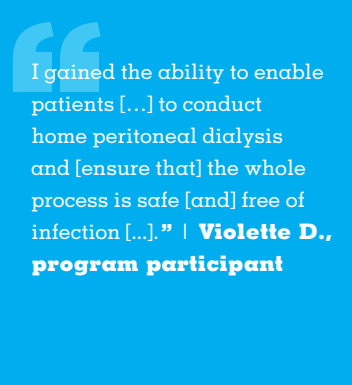 “
I gained the ability to enable
patients […] to conduct
home peritoneal dialysis
and [ensure that] the whole
process is safe [and] free of
infection [...].” | Violette D.,
program participant